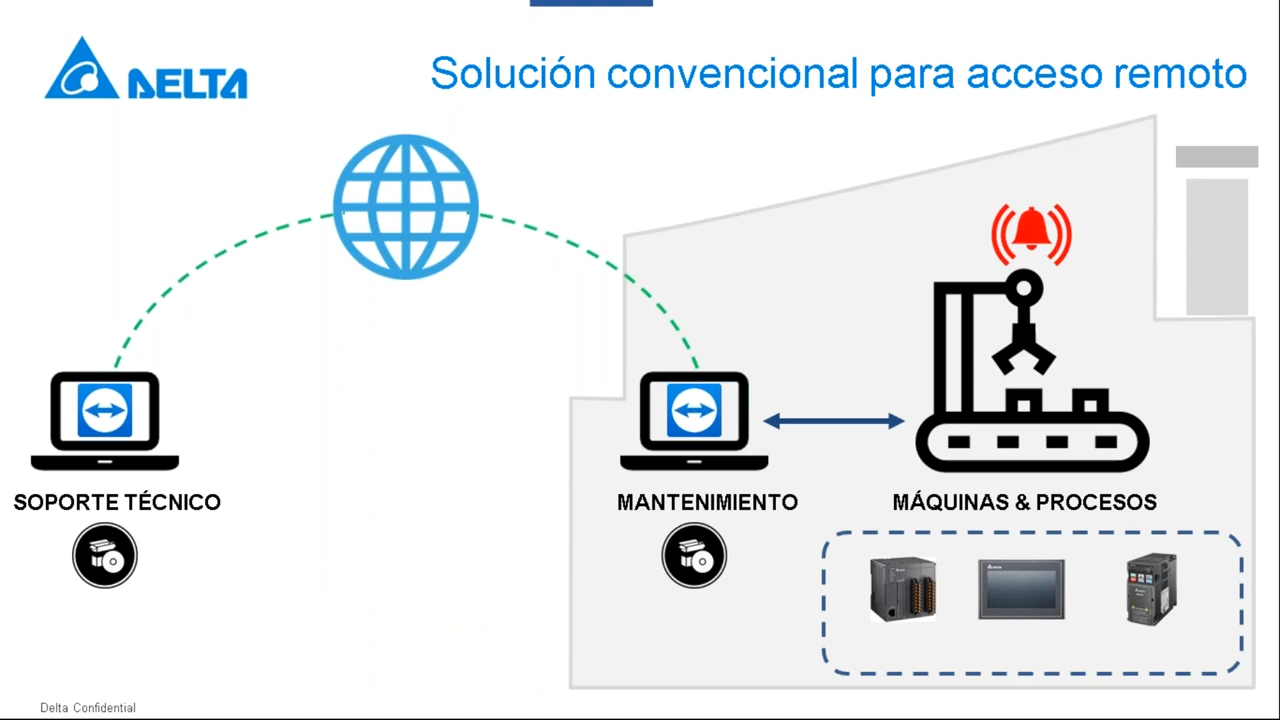 DELTA
Solución convencional para acceso remoto
SOPORTE TÉCNICO
MANTENIMIENTO
MÁQUINAS & PROCESOS
Delta Confidential